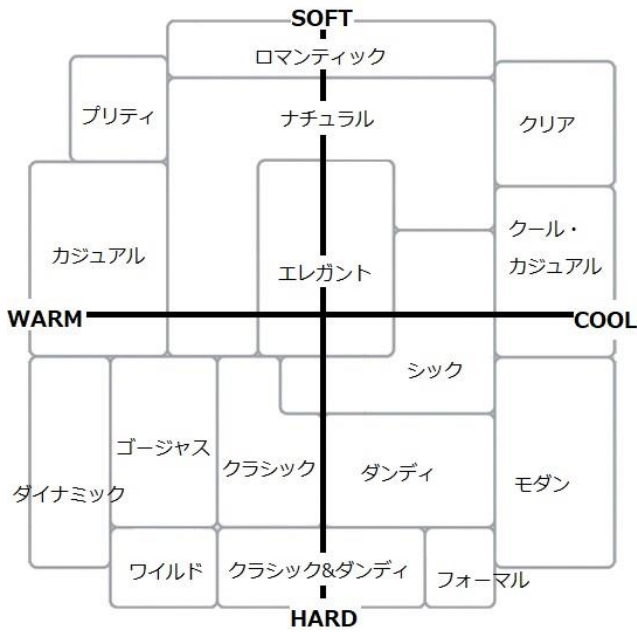 SOFT
ロマンティック
プリティ
ナチュラル
クリア
クール・
カジュアル
カジュアル
エレガント
WARM
COOL
シック
ゴージャス
クラシック
ダンディ
ダイナミック
モダン
ワイルド
クラシック&ダンディ
フォーマル
HARD